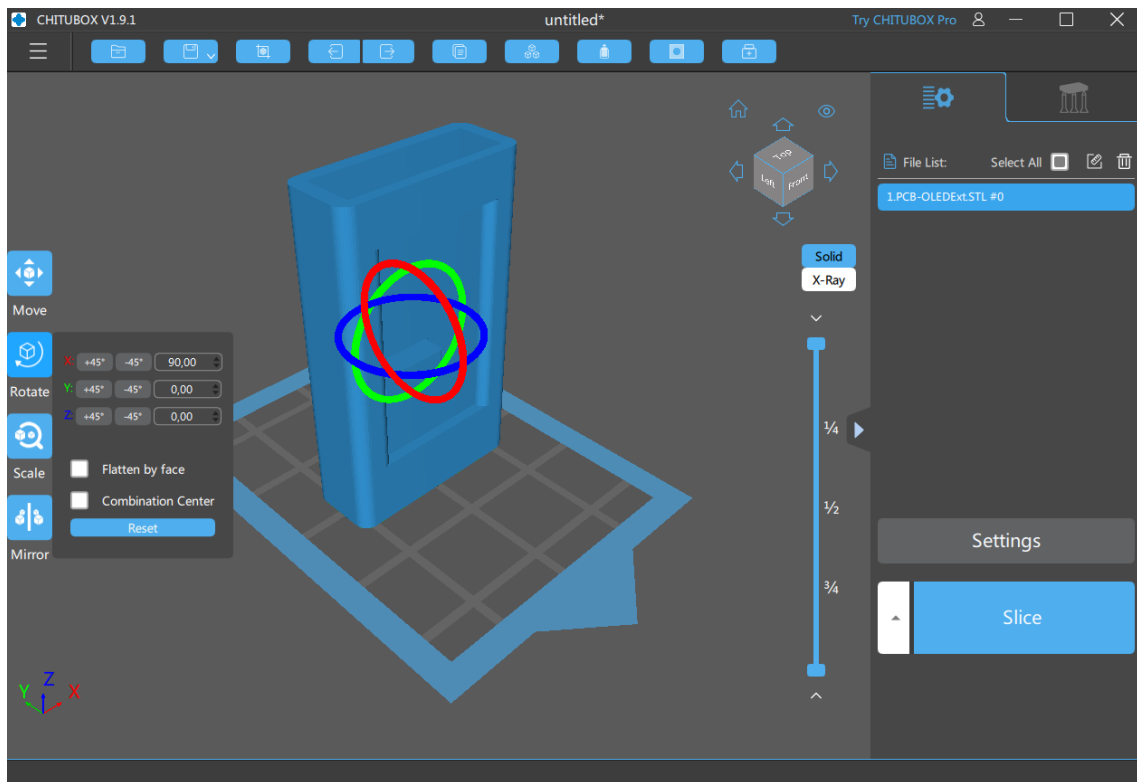 CHITUBOX V1.9.1
untitled*
Try CHITUBOX Pro
File List:
Select All
1.PCB-OLEDExt.STL #0
Top
Left
Front
Solid
X-Ray
Move
X: +45° -45° 90,00
Rotate
Y: +45° -45° 0,00
Z: +45° -45° 0,00
Scale
Flatten by face
Combination Center
Reset
Mirror
¼
½
¾
Settings
Slice
Y Z X